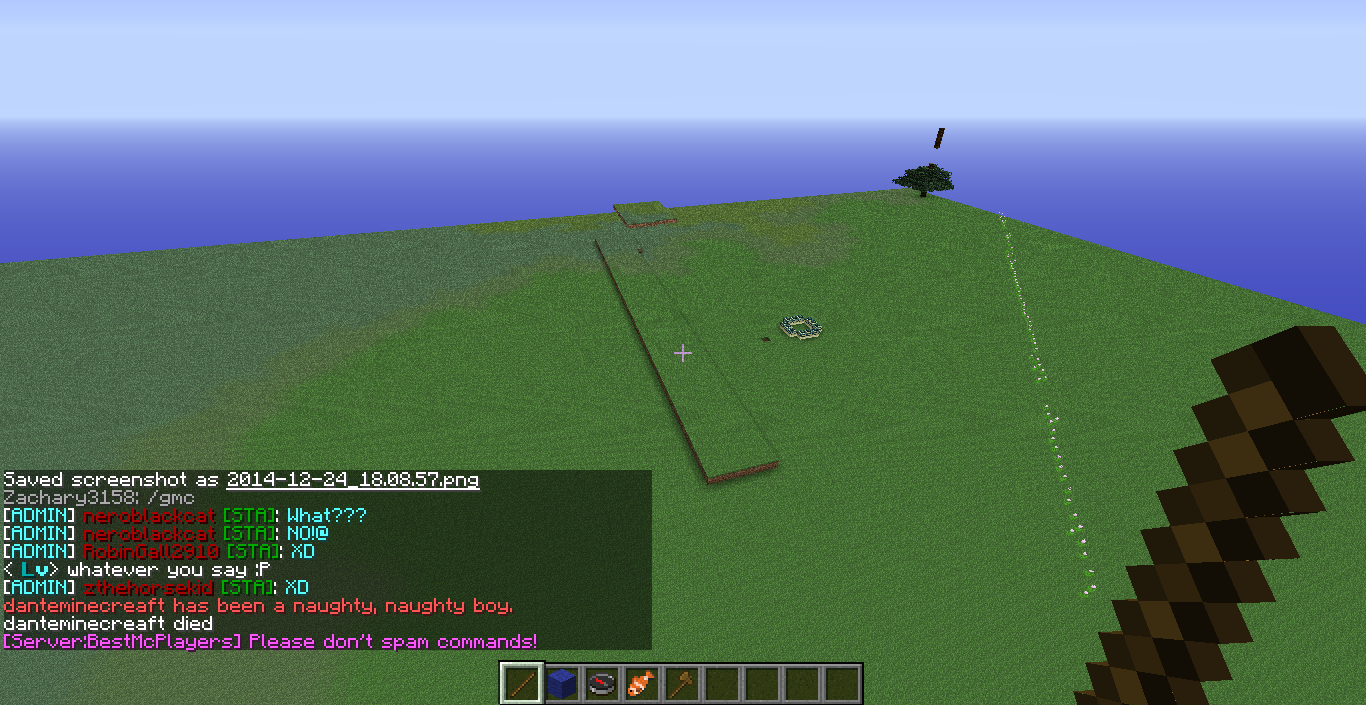 Saved screenshot as 2014-12-24_18.08.57.png
Zachary3158: /gmc
[ADMIN] neroblackcat [STA]: What???
[ADMIN] neroblackcat [STA]: NO!@
[ADMIN] RobinGall2910 [STA]: XD
< Lv> whatever you say :P
[ADMIN] zthehorsekid [STA]: XD
danteminecreaft has been a naughty, naughty boy.
danteminecreaft died
[Server:BestMcPlayers] Please don't spam commands!